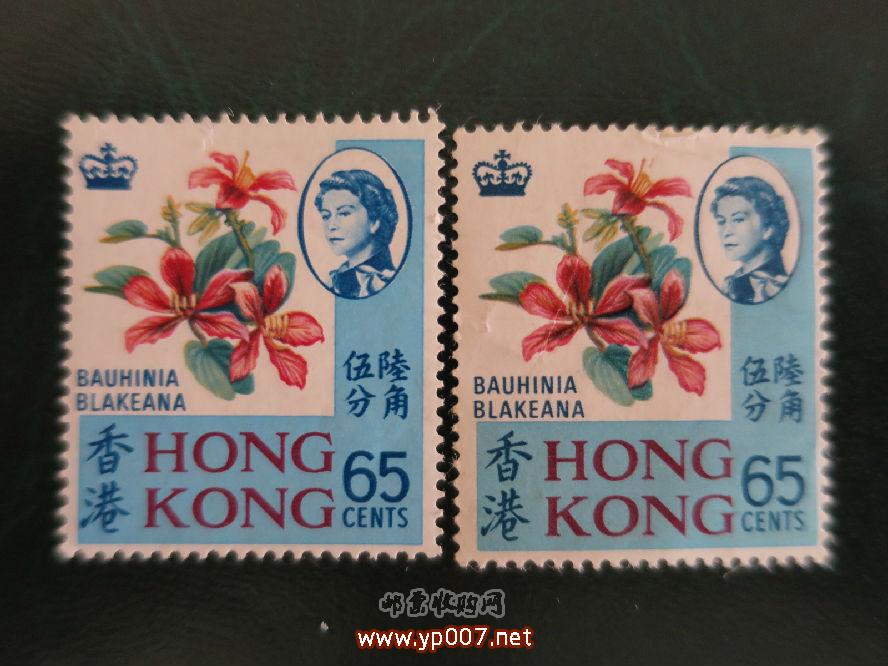 BAUHINIA
BLAKEANA
伍陸
分角
香港
HONG
KONG
65
CENTS
BAUHINIA
BLAKEANA
伍陸
分角
香港
HONG
KONG
65
CENTS
邮票收购网
www.yp007.net